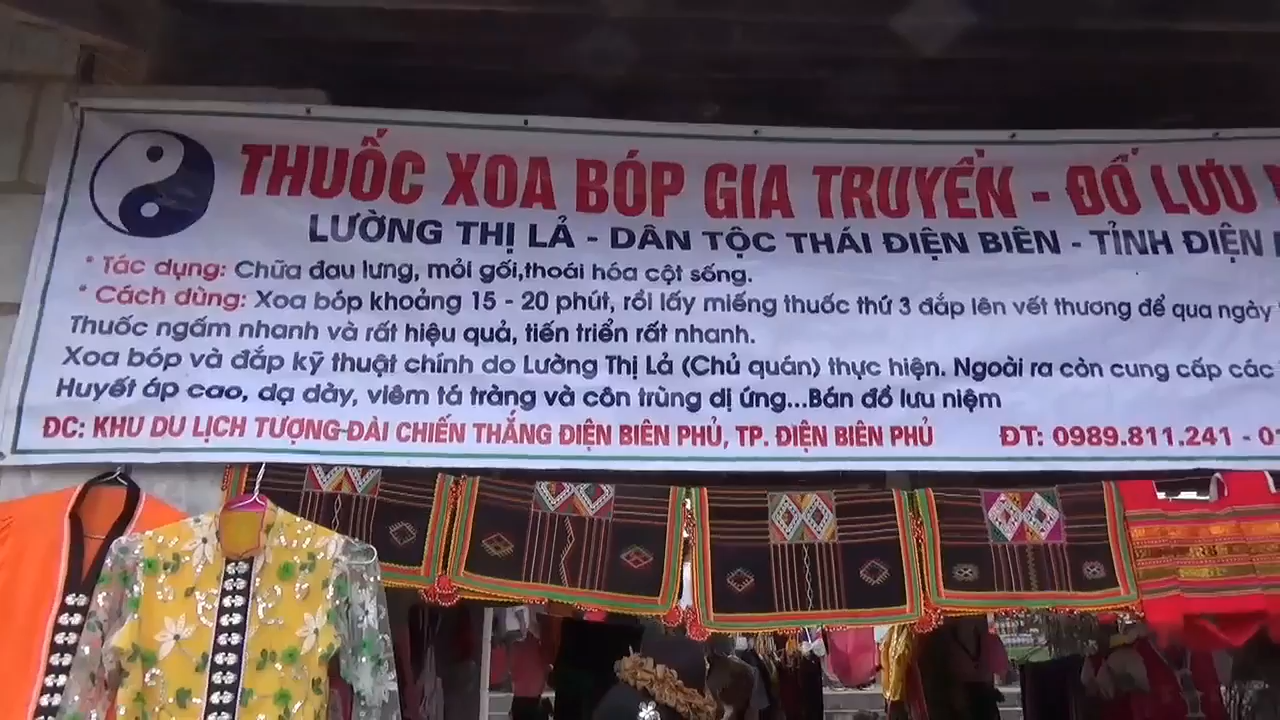 THUỐC XOA BÓP GIA TRUYỀN - ĐỒ LƯU
LƯỜNG THỊ LẢ - DÂN TỘC THÁI ĐIỆN BIÊN - TỈNH ĐIỆN
* Tác dụng: Chữa đau lưng, mỏi gối,thoái hóa cột sống.
* Cách dùng: Xoa bóp khoảng 15 - 20 phút, rồi lấy miếng thuốc thứ 3 đắp lên vết thương để qua ngày
Thuốc ngấm nhanh và rất hiệu quả, tiến triển rất nhanh.
Xoa bóp và đắp kỹ thuật chính do Lường Thị Lả (Chủ quán) thực hiện. Ngoài ra còn cung cấp các
Huyết áp cao, dạ dày, viêm tá tràng và côn trùng dị ứng...Bán đồ lưu niệm
ĐC: KHU DU LỊCH TƯỢNG ĐÀI CHIẾN THẮNG ĐIỆN BIÊN PHỦ, TP. ĐIỆN BIÊN PHỦ ĐT: 0989.811.241 -